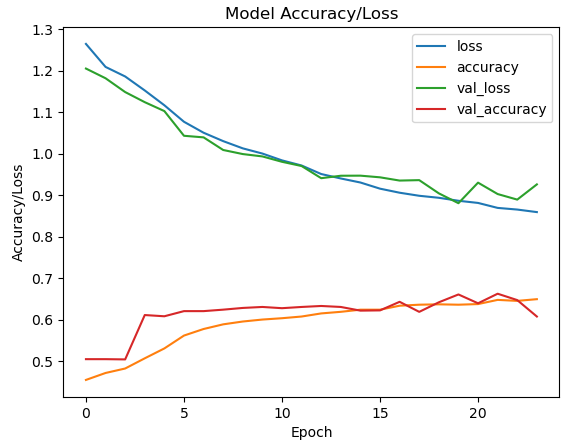 Model Accuracy/Loss
1.3
1.2
1.1
1.0
0.9
0.8
0.7
0.6
0.5
Accuracy/Loss
loss
accuracy
val_loss
val_accuracy
0
5
10
15
20
Epoch